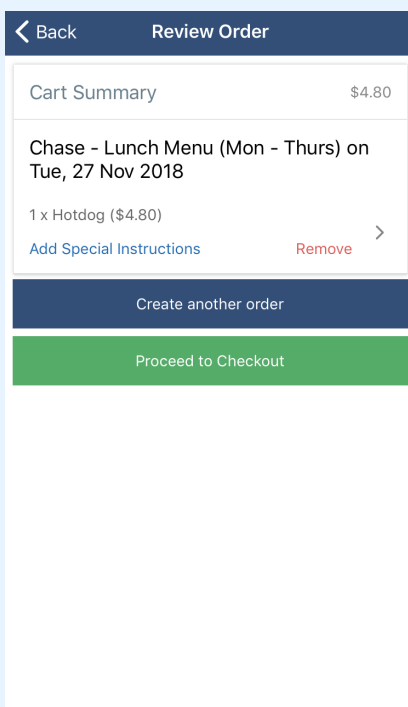 Back Review Order
Cart Summary $4.80
Chase - Lunch Menu (Mon - Thurs) on
Tue, 27 Nov 2018
1 x Hotdog ($4.80)
Add Special Instructions Remove
Create another order
Proceed to Checkout